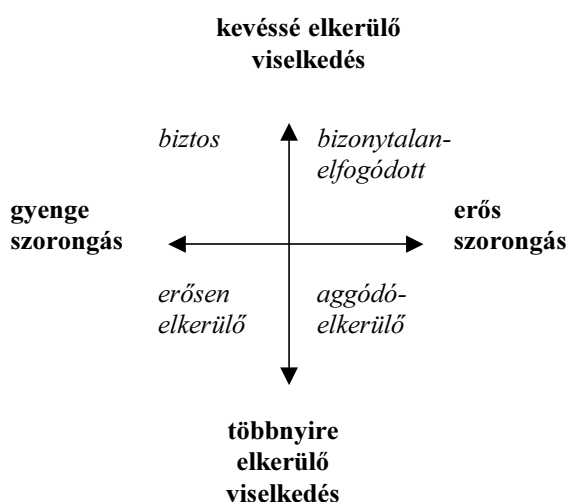 kevéssé elkerülő
viselkedés
biztos
bizonytalan-
elfogódott
gyenge
szorongás
erős
szorongás
erősen
elkerülő
aggódó-
elkerülő
többnyire
elkerülő
viselkedés